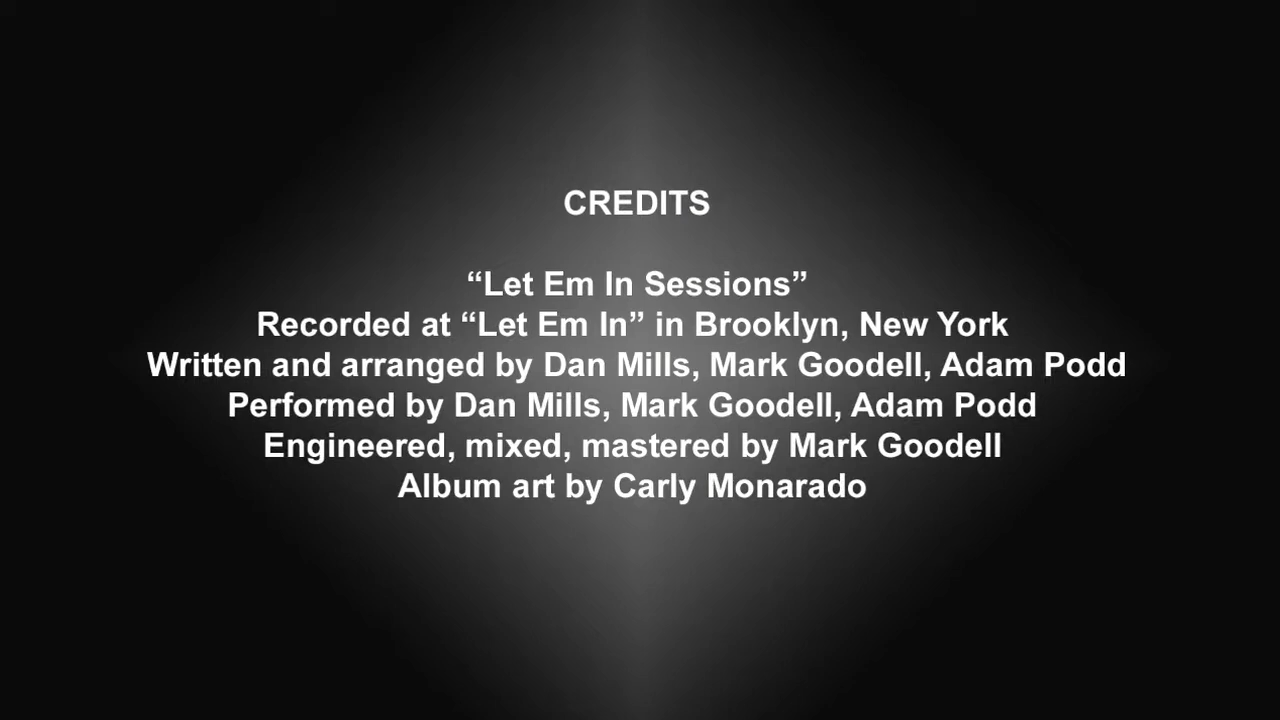 CREDITS
“Let Em In Sessions”
Recorded at “Let Em In” in Brooklyn, New York
Written and arranged by Dan Mills, Mark Goodell, Adam Podd
Performed by Dan Mills, Mark Goodell, Adam Podd
Engineered, mixed, mastered by Mark Goodell
Album art by Carly Monarado